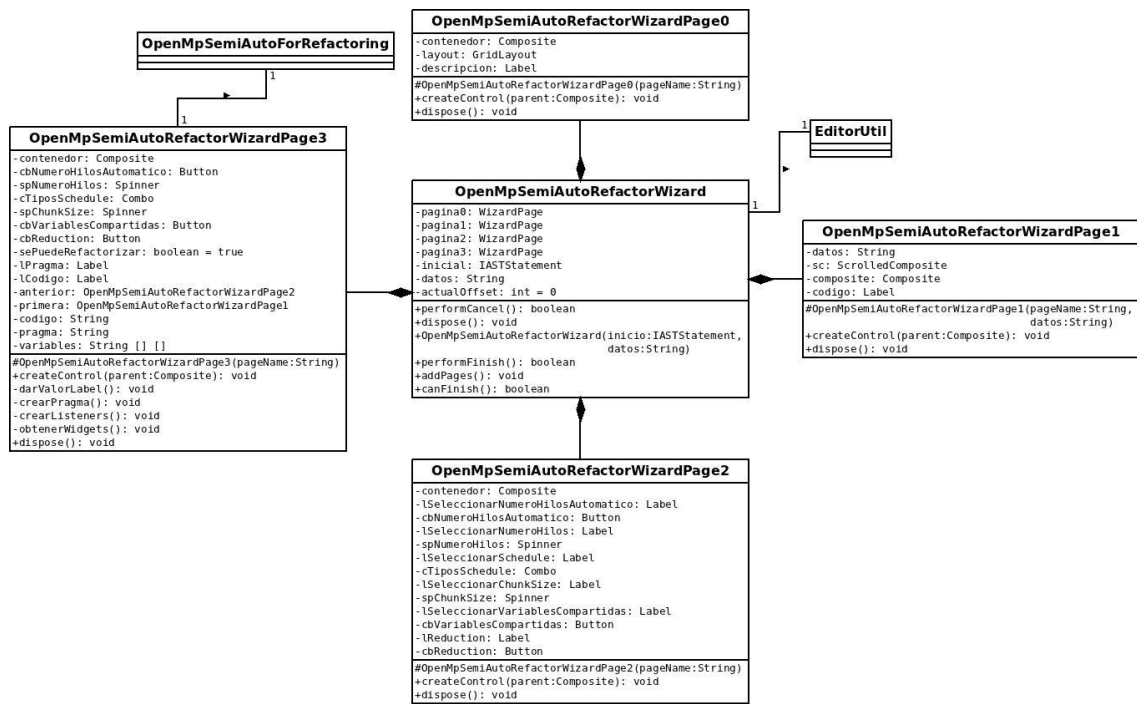 OpenMpSemiAutoRefactorWizardPage0
-contenedor: Composite
-layout: GridLayout
-descripcion: Label
#OpenMpSemiAutoRefactorWizardPage0(pageName:String)
+createControl(parent:Composite): void
+dispose(): void
OpenMpSemiAutoForRefactoring
1
1
OpenMpSemiAutoRefactorWizardPage3
-contenedor: Composite
-cbNumeroHilosAutomatico: Button
-spNumeroHilos: Spinner
-cTiposSchedule: Combo
-spChunkSize: Spinner
-cbVariablesCompartidas: Button
-cbReduction: Button
-sePuedeRefactorizar: boolean = true
-lPragma: Label
-lCodigo: Label
-anterior: OpenMpSemiAutoRefactorWizardPage2
-primera: OpenMpSemiAutoRefactorWizardPage1
-codigo: String
-pragma: String
-variables: String [] []
#OpenMpSemiAutoRefactorWizardPage3(pageName:String)
+createControl(parent:Composite): void
-darValorLabel(): void
-crearPragma(): void
-crearListeners(): void
-obtenerWidgets(): void
+dispose(): void
OpenMpSemiAutoRefactorWizard
-pagina0: WizardPage
-pagina1: WizardPage
-pagina2: WizardPage
-pagina3: WizardPage
-inicial: IASTStatement
-datos: String
-actualOffset: int = 0
+performCancel(): boolean
+dispose(): void
+OpenMpSemiAutoRefactorWizard(inicio:IASTStatement,
datos:String)
+performFinish(): boolean
+addPages(): void
+canFinish(): boolean
1
EditorUtil
1
OpenMpSemiAutoRefactorWizardPage1
-datos: String
-sc: ScrolledComposite
-composite: Composite
-codigo: Label
#OpenMpSemiAutoRefactorWizardPage1(pageName:String,
datos:String)
+createControl(parent:Composite): void
+dispose(): void
OpenMpSemiAutoRefactorWizardPage2
-contenedor: Composite
-lSeleccionarNumeroHilosAutomatico: Label
-cbNumeroHilosAutomatico: Button
-lSeleccionarNumeroHilos: Label
-spNumeroHilos: Spinner
-lSeleccionarSchedule: Label
-cTiposSchedule: Combo
-lSeleccionarChunkSize: Label
-spChunkSize: Spinner
-lSeleccionarVariablesCompartidas: Label
-cbVariablesCompartidas: Button
-lReduction: Label
-cbReduction: Button
#OpenMpSemiAutoRefactorWizardPage2(pageName:String)
+createControl(parent:Composite): void
+dispose(): void